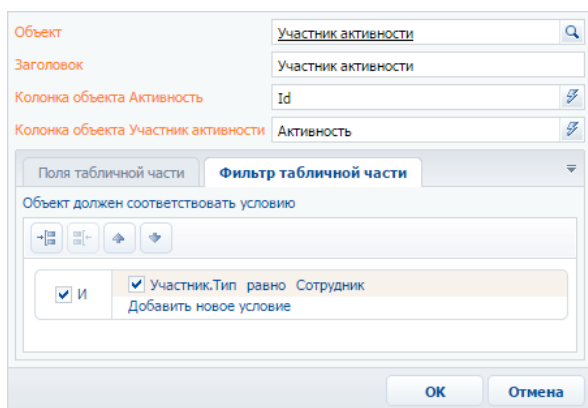 Объект Участник активности
Заголовок Участник активности
Колонка объекта Активность Id
Колонка объекта Участник активности Активность
Поля табличной части Фильтр табличной части
Объект должен соответствовать условию
И Участник.Тип равно Сотрудник
Добавить новое условие
ОК Отмена